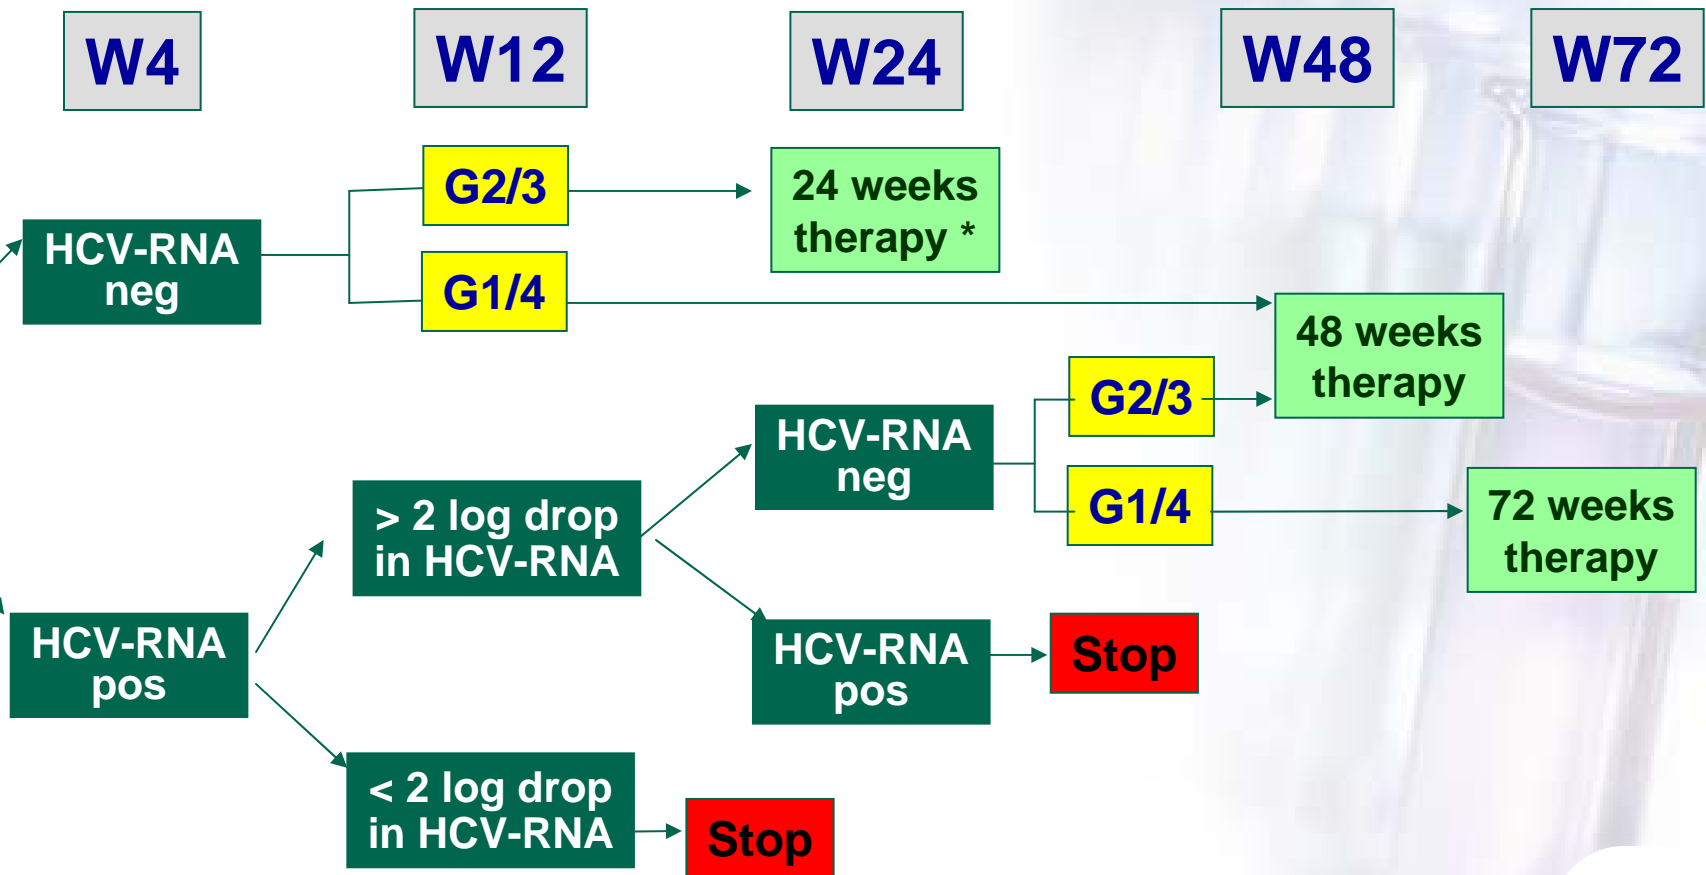 W4
W12
W24
W48
W72
G2/3
24 weeks
therapy *
HCV-RNA
neg
G1/4
48 weeks
therapy
G2/3
HCV-RNA
neg
G1/4
72 weeks
therapy
> 2 log drop
in HCV-RNA
HCV-RNA
pos
HCV-RNA
pos
Stop
< 2 log drop
in HCV-RNA
Stop